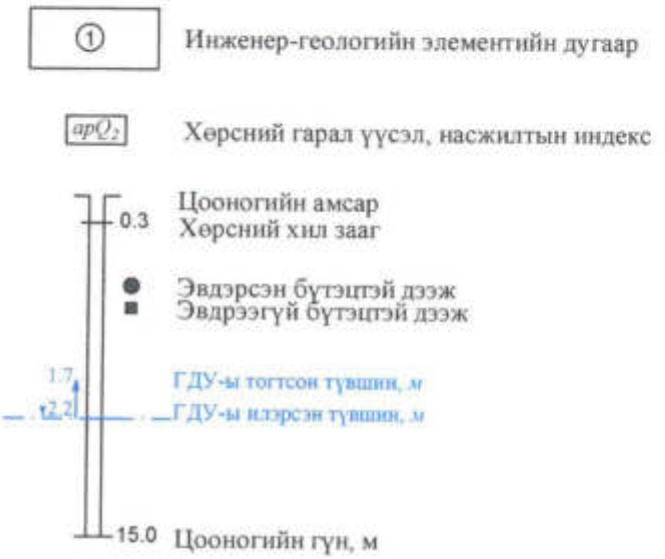 ① Инженер-геологийн элементийн дугаар
apQ₂ Хөрсний гарал үүсэл, насжилтын индекс
Цооногийн амсар
0.3 Хөрсний хил зааг
Эвдэрсэн бүтэцтэй дээж
Эвдрээгүй бүтэцтэй дээж
1.7 ГДУ-ы тогтсон түвшин, м
2.2 ГДУ-ы илэрсэн түвшин, м
15.0 Цооногийн гүн, м